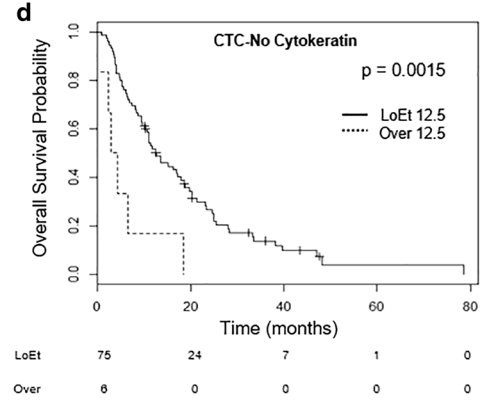 d
CTC-No Cytokeratin
p = 0.0015
LoEt 12.5
Over 12.5
Overall Survival Probability
1.0
0.8
0.6
0.4
0.2
0.0
0 20 40 60 80
Time (months)
LoEt 75 24 7 1 0
Over 6 0 0 0 0